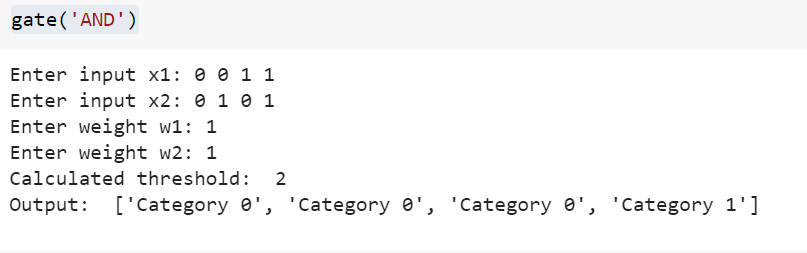 gate('AND')
Enter input x1: 0 0 1 1
Enter input x2: 0 1 0 1
Enter weight w1: 1
Enter weight w2: 1
Calculated threshold:  2
Output:  ['Category 0', 'Category 0', 'Category 0', 'Category 1']